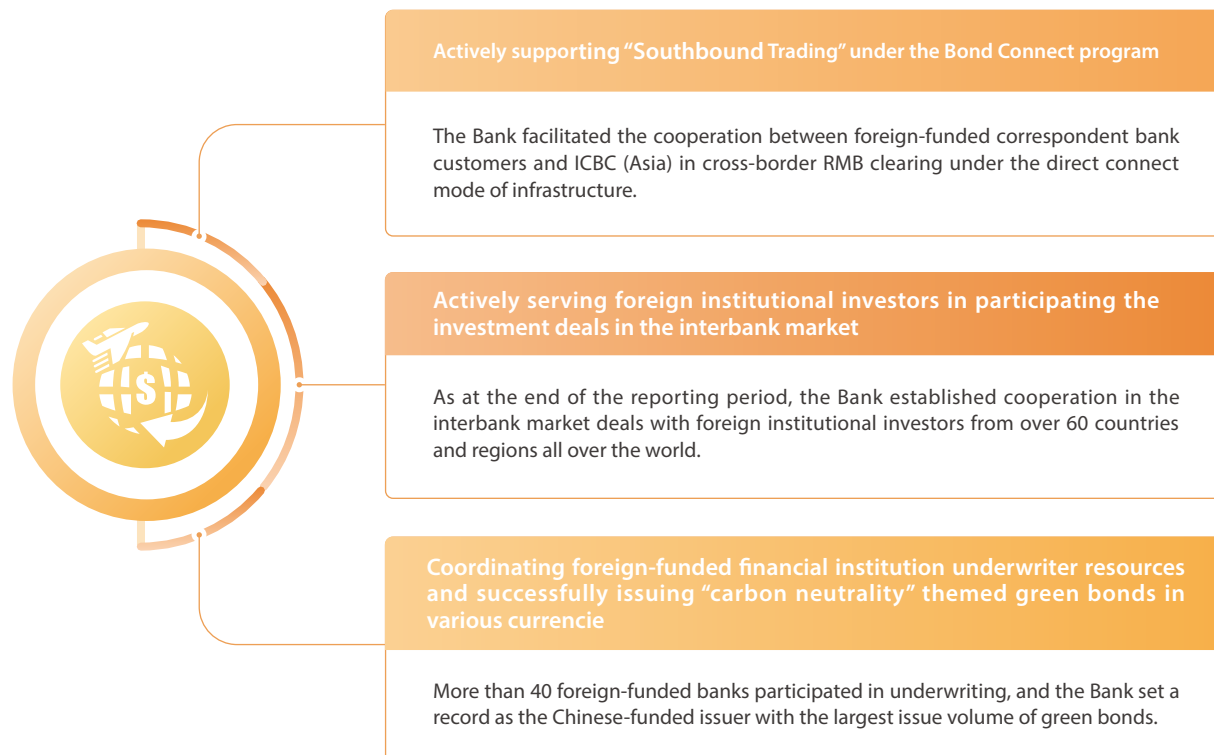 Actively supporting “Southbound Trading” under the Bond Connect program
The Bank facilitated the cooperation between foreign-funded correspondent bank
customers and ICBC (Asia) in cross-border RMB clearing under the direct connect
mode of infrastructure.
Actively serving foreign institutional investors in participating the
investment deals in the interbank market
As at the end of the reporting period, the Bank established cooperation in the
interbank market deals with foreign institutional investors from over 60 countries
and regions all over the world.
$
Coordinating foreign-funded financial institution underwriter resources
and successfully issuing “carbon neutrality” themed green bonds in
various currencie
More than 40 foreign-funded banks participated in underwriting, and the Bank set a
record as the Chinese-funded issuer with the largest issue volume of green bonds.